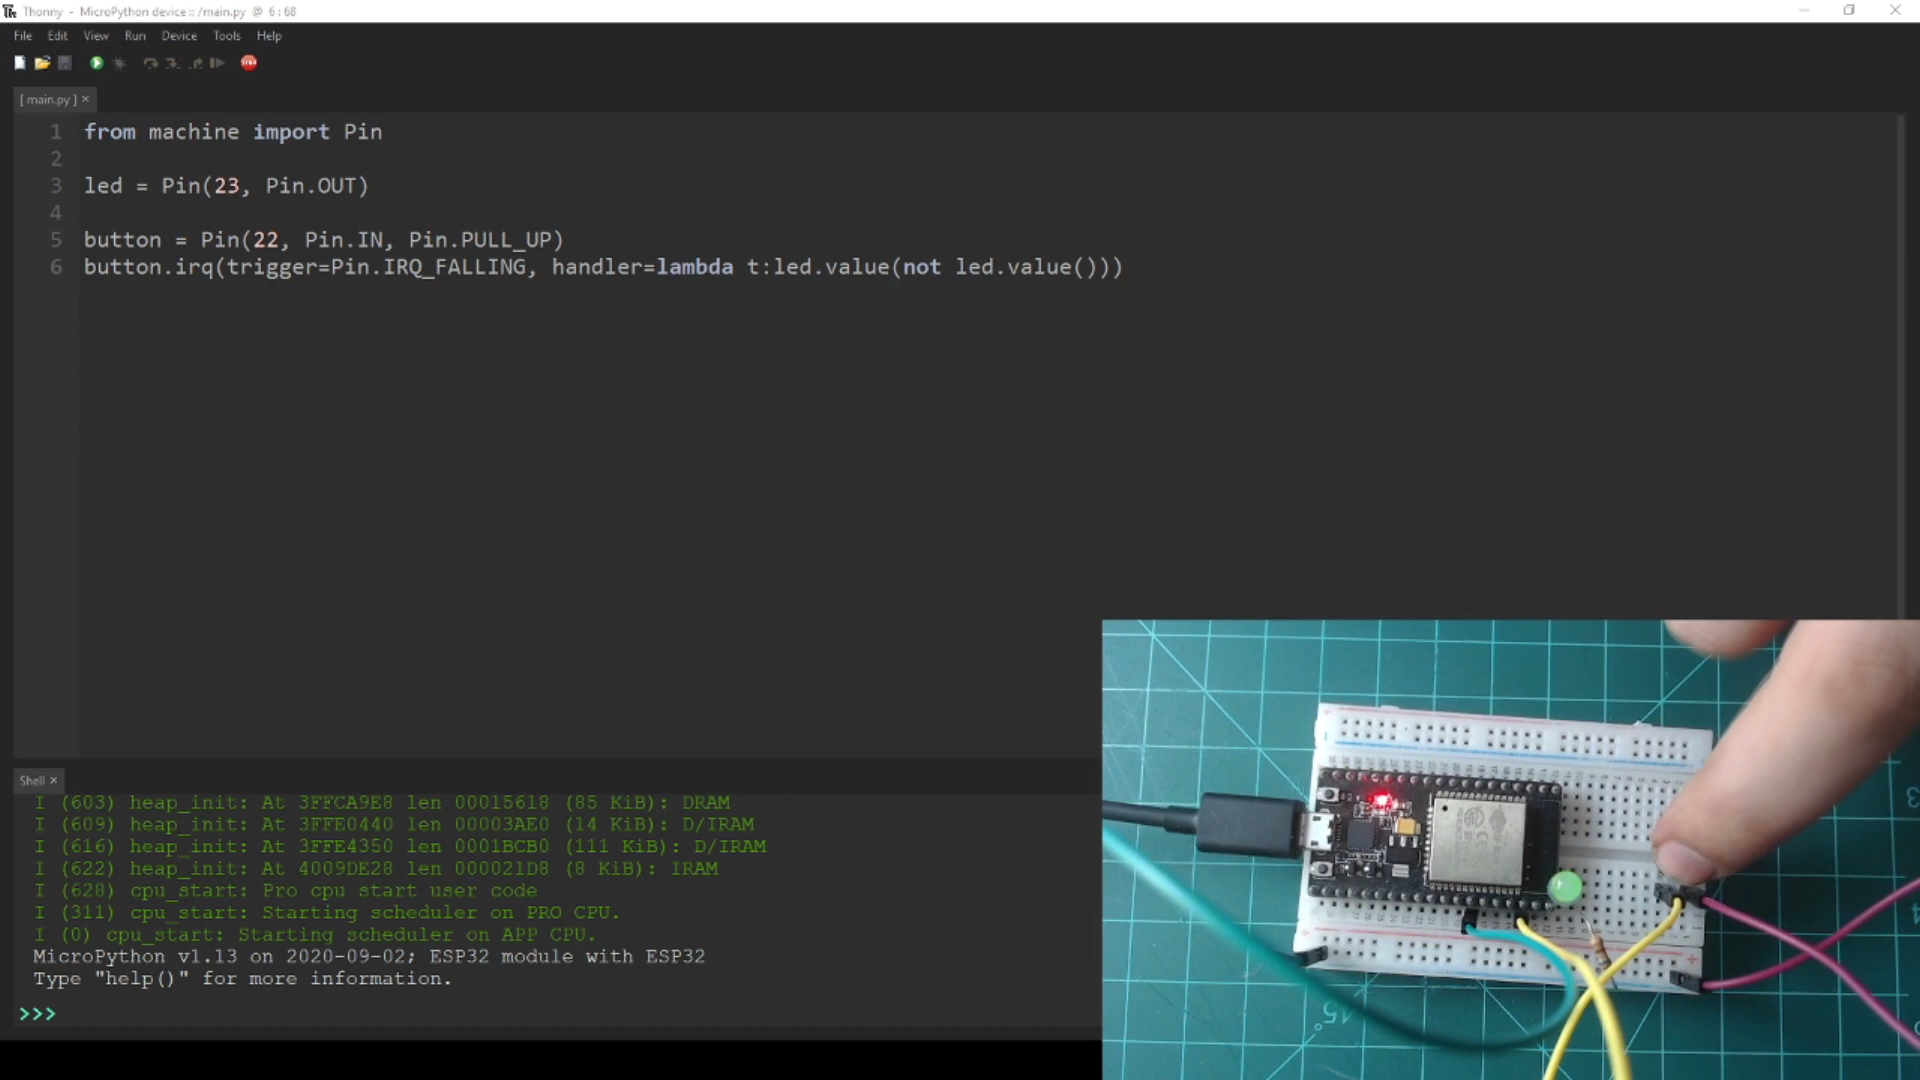 Thonny - MicroPython device :: /main.py @ 6:68
File Edit View Run Device Tools Help
[ main.py ] ×
1 from machine import Pin
2
3 led = Pin(23, Pin.OUT)
4
5 button = Pin(22, Pin.IN, Pin.PULL_UP)
6 button.irq(trigger=Pin.IRQ_FALLING, handler=lambda t:led.value(not led.value()))
Shell ×
I (603) heap_init: At 3FFCA9E8 len 00015618 (85 KiB): DRAM
I (609) heap_init: At 3FFE0440 len 00003AE0 (14 KiB): D/IRAM
I (616) heap_init: At 3FFE4350 len 0001BCB0 (111 KiB): D/IRAM
I (622) heap_init: At 4009DE28 len 000021D8 (8 KiB): IRAM
I (628) cpu_start: Pro cpu start user code
I (311) cpu_start: Starting scheduler on PRO CPU.
I (0) cpu_start: Starting scheduler on APP CPU.
MicroPython v1.13 on 2020-09-02; ESP32 module with ESP32
Type "help()" for more information.
>>>